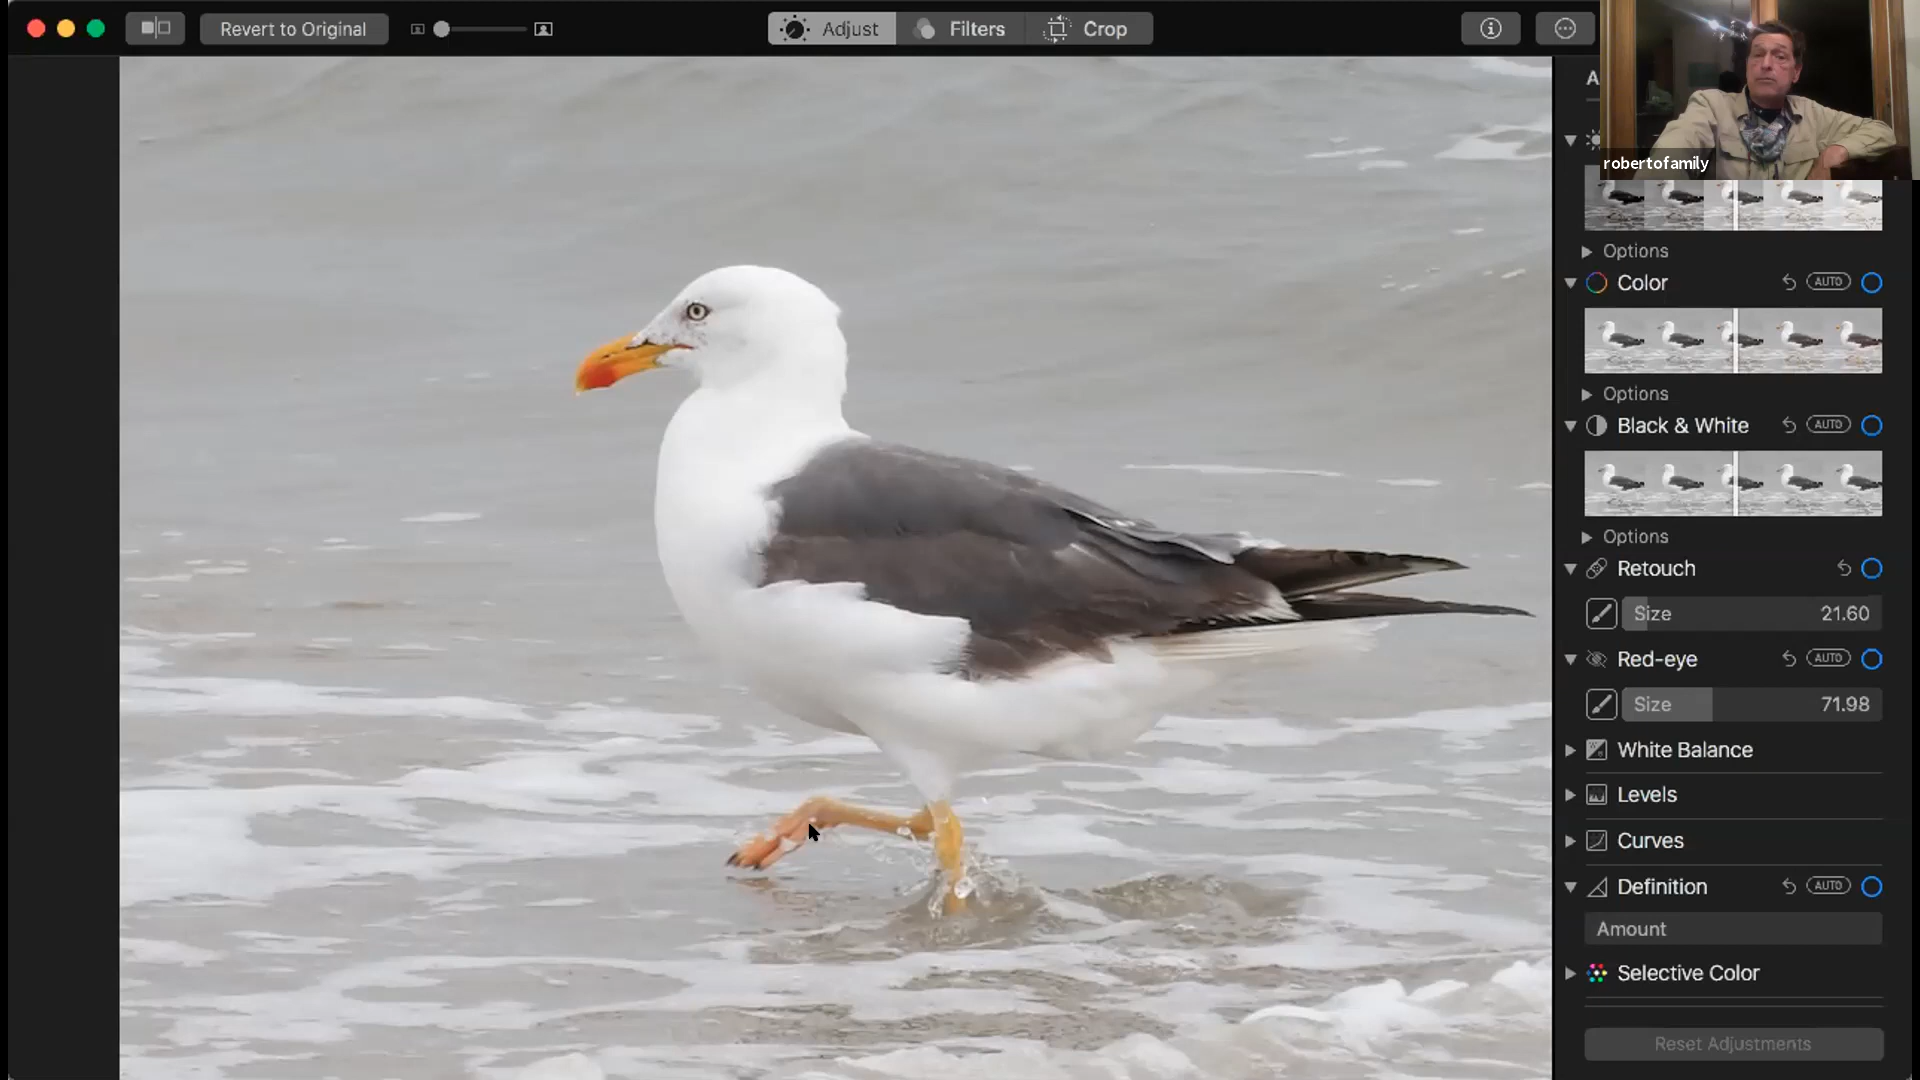 Revert to Original
Adjust
Filters
Crop
robertofamily
Options
Color
AUTO
Options
Black & White
AUTO
Options
Retouch
Size 21.60
Red-eye
AUTO
Size 71.98
White Balance
Levels
Curves
Definition
AUTO
Amount
Selective Color
Reset Adjustments